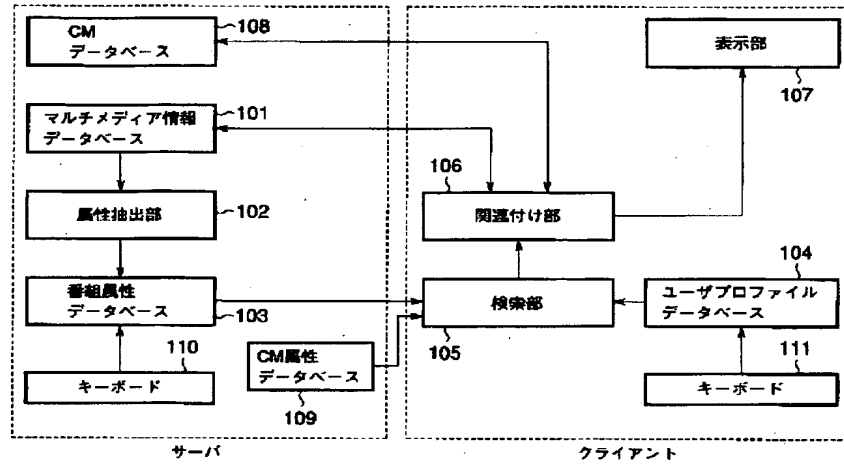 CM
データベース
108
マルチメディア情報
データベース
101
属性抽出部
102
番組属性
データベース
103
キーボード
110
CM属性
データベース
109
サーバ
表示部
107
106
関連付け部
検索部
105
104
ユーザプロファイル
データベース
111
キーボード
クライアント